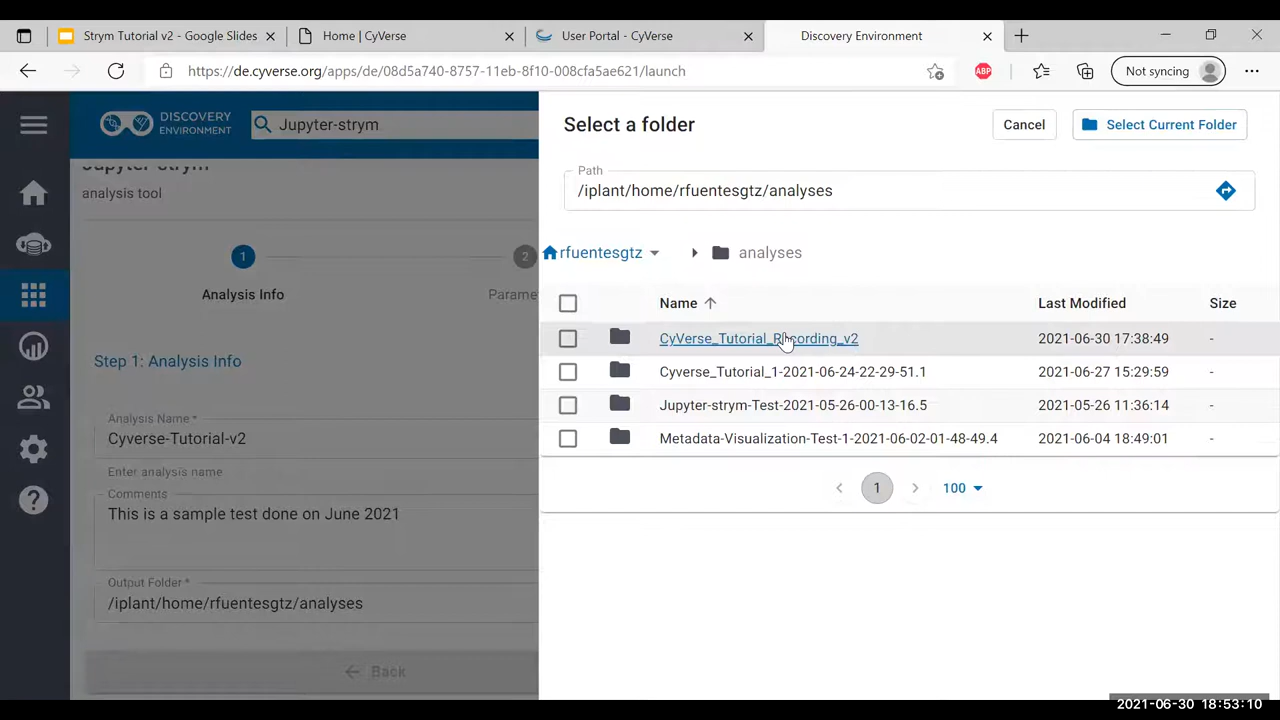 Strym Tutorial v2 - Google Slides
Home | CyVerse
User Portal - CyVerse
Discovery Environment
https://de.cyverse.org/apps/de/08d5a740-8757-11eb-8f10-008cfa5ae621/launch
ABP
Not syncing
DISCOVERY
ENVIRONMENT
Jupyter-strym
Jupyter-strym
analysis tool
1
2
Analysis Info
Step 1: Analysis Info
Analysis Name *
Cyverse-Tutorial-v2
Enter analysis name
Comments
This is a sample test done on June 2021
Output Folder *
/iplant/home/rfuentesgtz/analyses
Back
Select a folder
Cancel
Select Current Folder
Path
/iplant/home/rfuentesgtz/analyses
rfuentesgtz
analyses
Name Last Modified Size
CyVerse_Tutorial_Recording_v2 2021-06-30 17:38:49 -
Cyverse_Tutorial_1-2021-06-24-22-29-51.1 2021-06-27 15:29:59 -
Jupyter-strym-Test-2021-05-26-00-13-16.5 2021-05-26 11:36:14 -
Metadata-Visualization-Test-1-2021-06-02-01-48-49.4 2021-06-04 18:49:01 -
1
100
2021-06-30 18:53:10